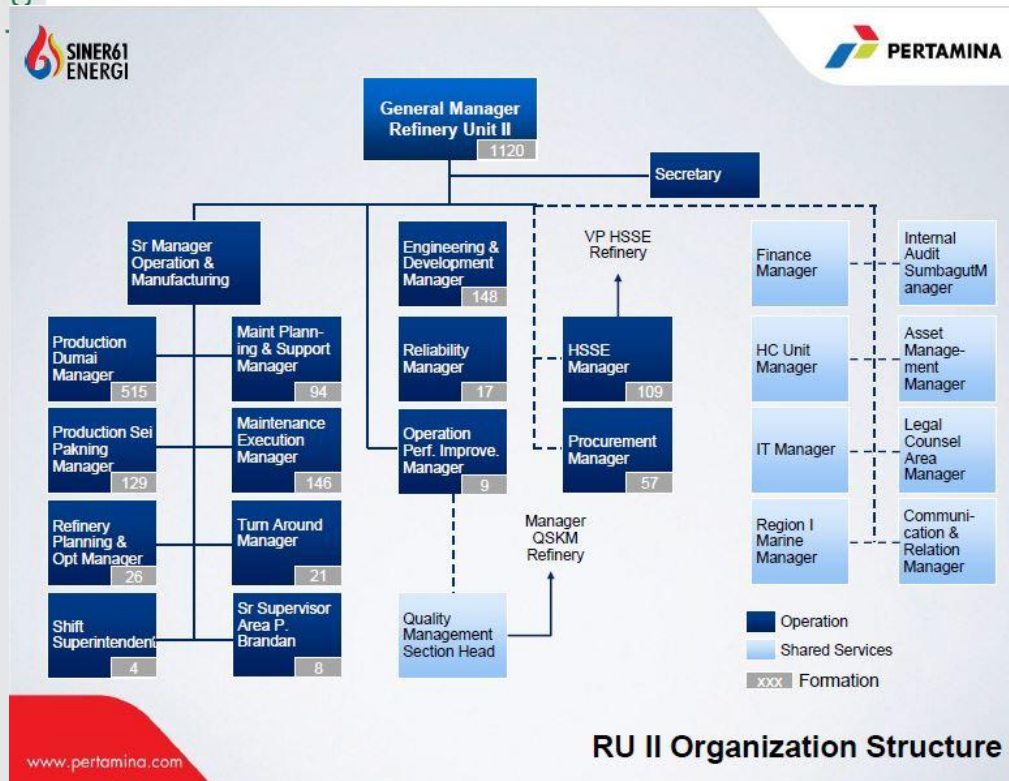 SINER61
ENERGI
PERTAMINA
General Manager
Refinery Unit II
1120
Secretary
Sr Manager
Operation &
Manufacturing
Production
Dumai
Manager
515
Maint Plann-
ing & Support
Manager
94
Production Sei
Pakning
Manager
129
Maintenance
Execution
Manager
146
Refinery
Planning &
Opt Manager
26
Turn Around
Manager
21
Shift
Superintendent
4
Sr Supervisor
Area P.
Brandan
8
Engineering &
Development
Manager
148
Reliability
Manager
17
Operation
Perf. Improve.
Manager
9
Quality
Management
Section Head
VP HSSE
Refinery
HSSE
Manager
109
Procurement
Manager
57
Manager
QSKM
Refinery
Finance
Manager
Internal
Audit
SumbagutM
anager
HC Unit
Manager
Asset
Manage-
ment
Manager
IT Manager
Legal
Counsel
Area
Manager
Region I
Marine
Manager
Communi-
cation &
Relation
Manager
Operation
Shared Services
xxx Formation
www.pertamina.com
RU II Organization Structure